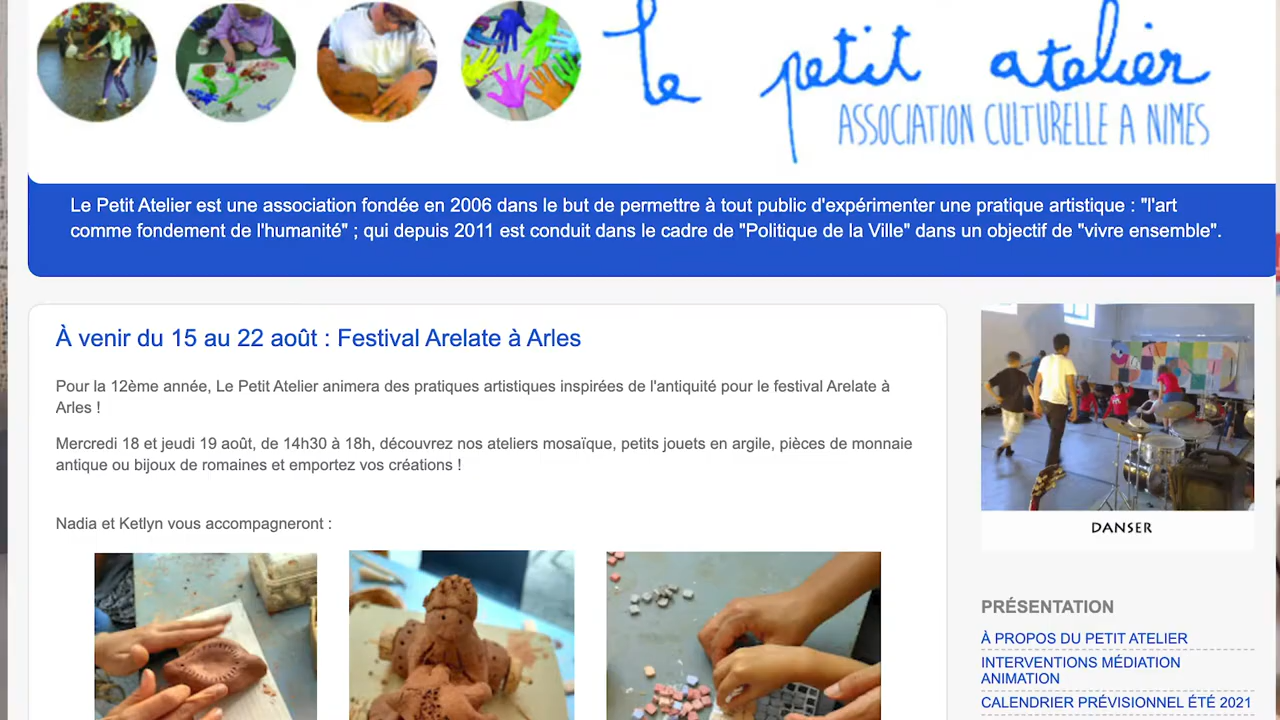 le petit atelier
ASSOCIATION CULTURELLE A NIMES
Le Petit Atelier est une association fondée en 2006 dans le but de permettre à tout public d'expérimenter une pratique artistique : "l'art
comme fondement de l'humanité" ; qui depuis 2011 est conduit dans le cadre de "Politique de la Ville" dans un objectif de "vivre ensemble".
À venir du 15 au 22 août : Festival Arelate à Arles
Pour la 12ème année, Le Petit Atelier animera des pratiques artistiques inspirées de l'antiquité pour le festival Arelate à
Arles !
Mercredi 18 et jeudi 19 août, de 14h30 à 18h, découvrez nos ateliers mosaïque, petits jouets en argile, pièces de monnaie
antique ou bijoux de romaines et emportez vos créations !
Nadia et Ketlyn vous accompagneront :
DANSER
PRÉSENTATION
À PROPOS DU PETIT ATELIER
INTERVENTIONS MÉDIATION
ANIMATION
CALENDRIER PRÉVISIONNEL ÉTÉ 2021